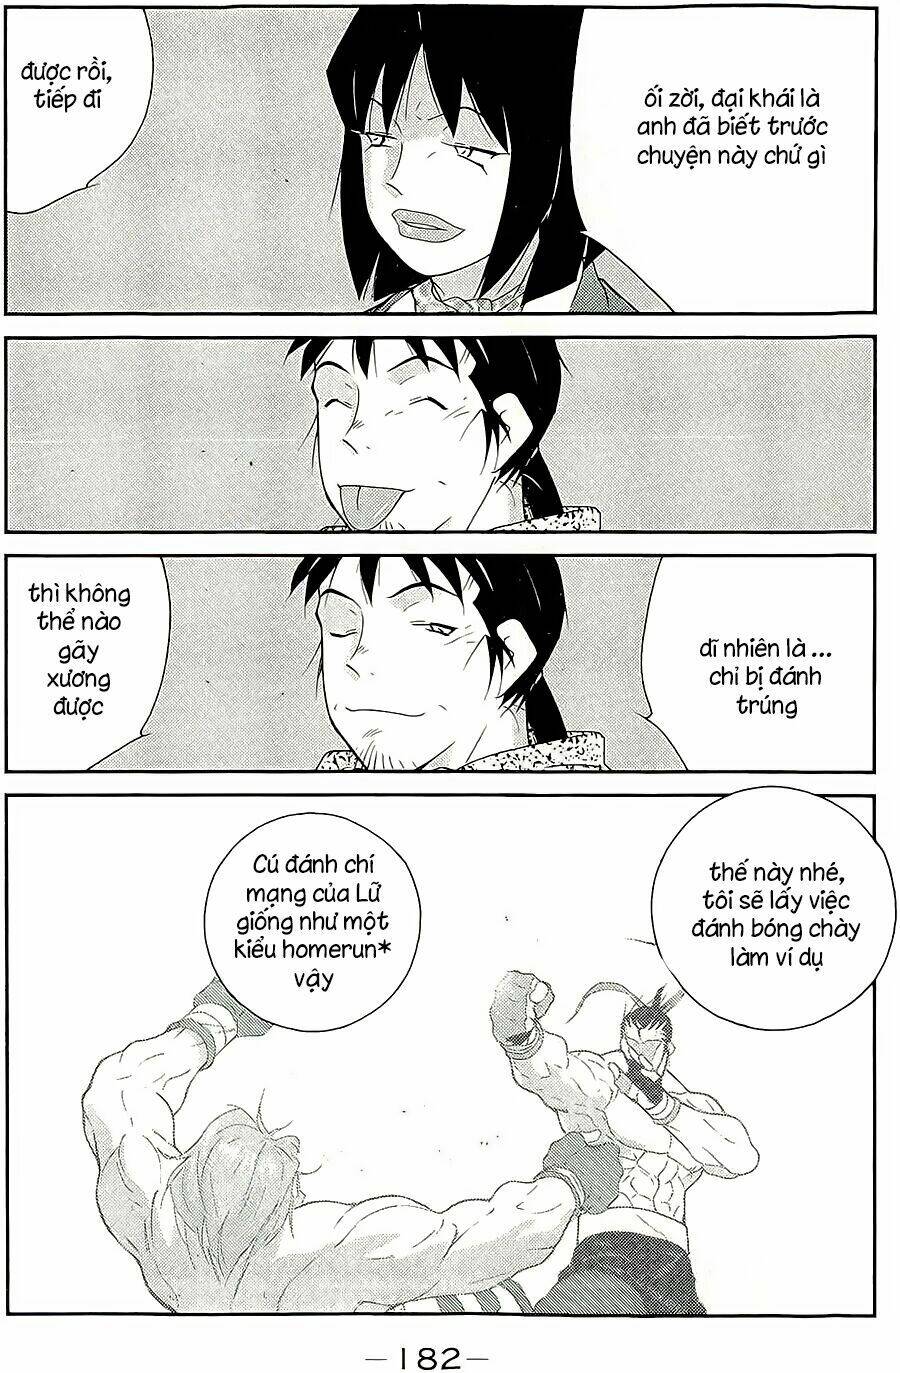 ối zời, đại khái là
anh đã biết trước
chuyện này chứ gì
được rồi,
tiếp đi
dĩ nhiên là ...
chỉ bị đánh
trúng
thì không
thể nào
gãy
xương
được
thế này nhé,
tôi sẽ lấy việc
đánh bóng chày
làm ví dụ
Cú đánh chí
mạng của Lữ
giống như một
kiểu homerun*
vậy
—182—